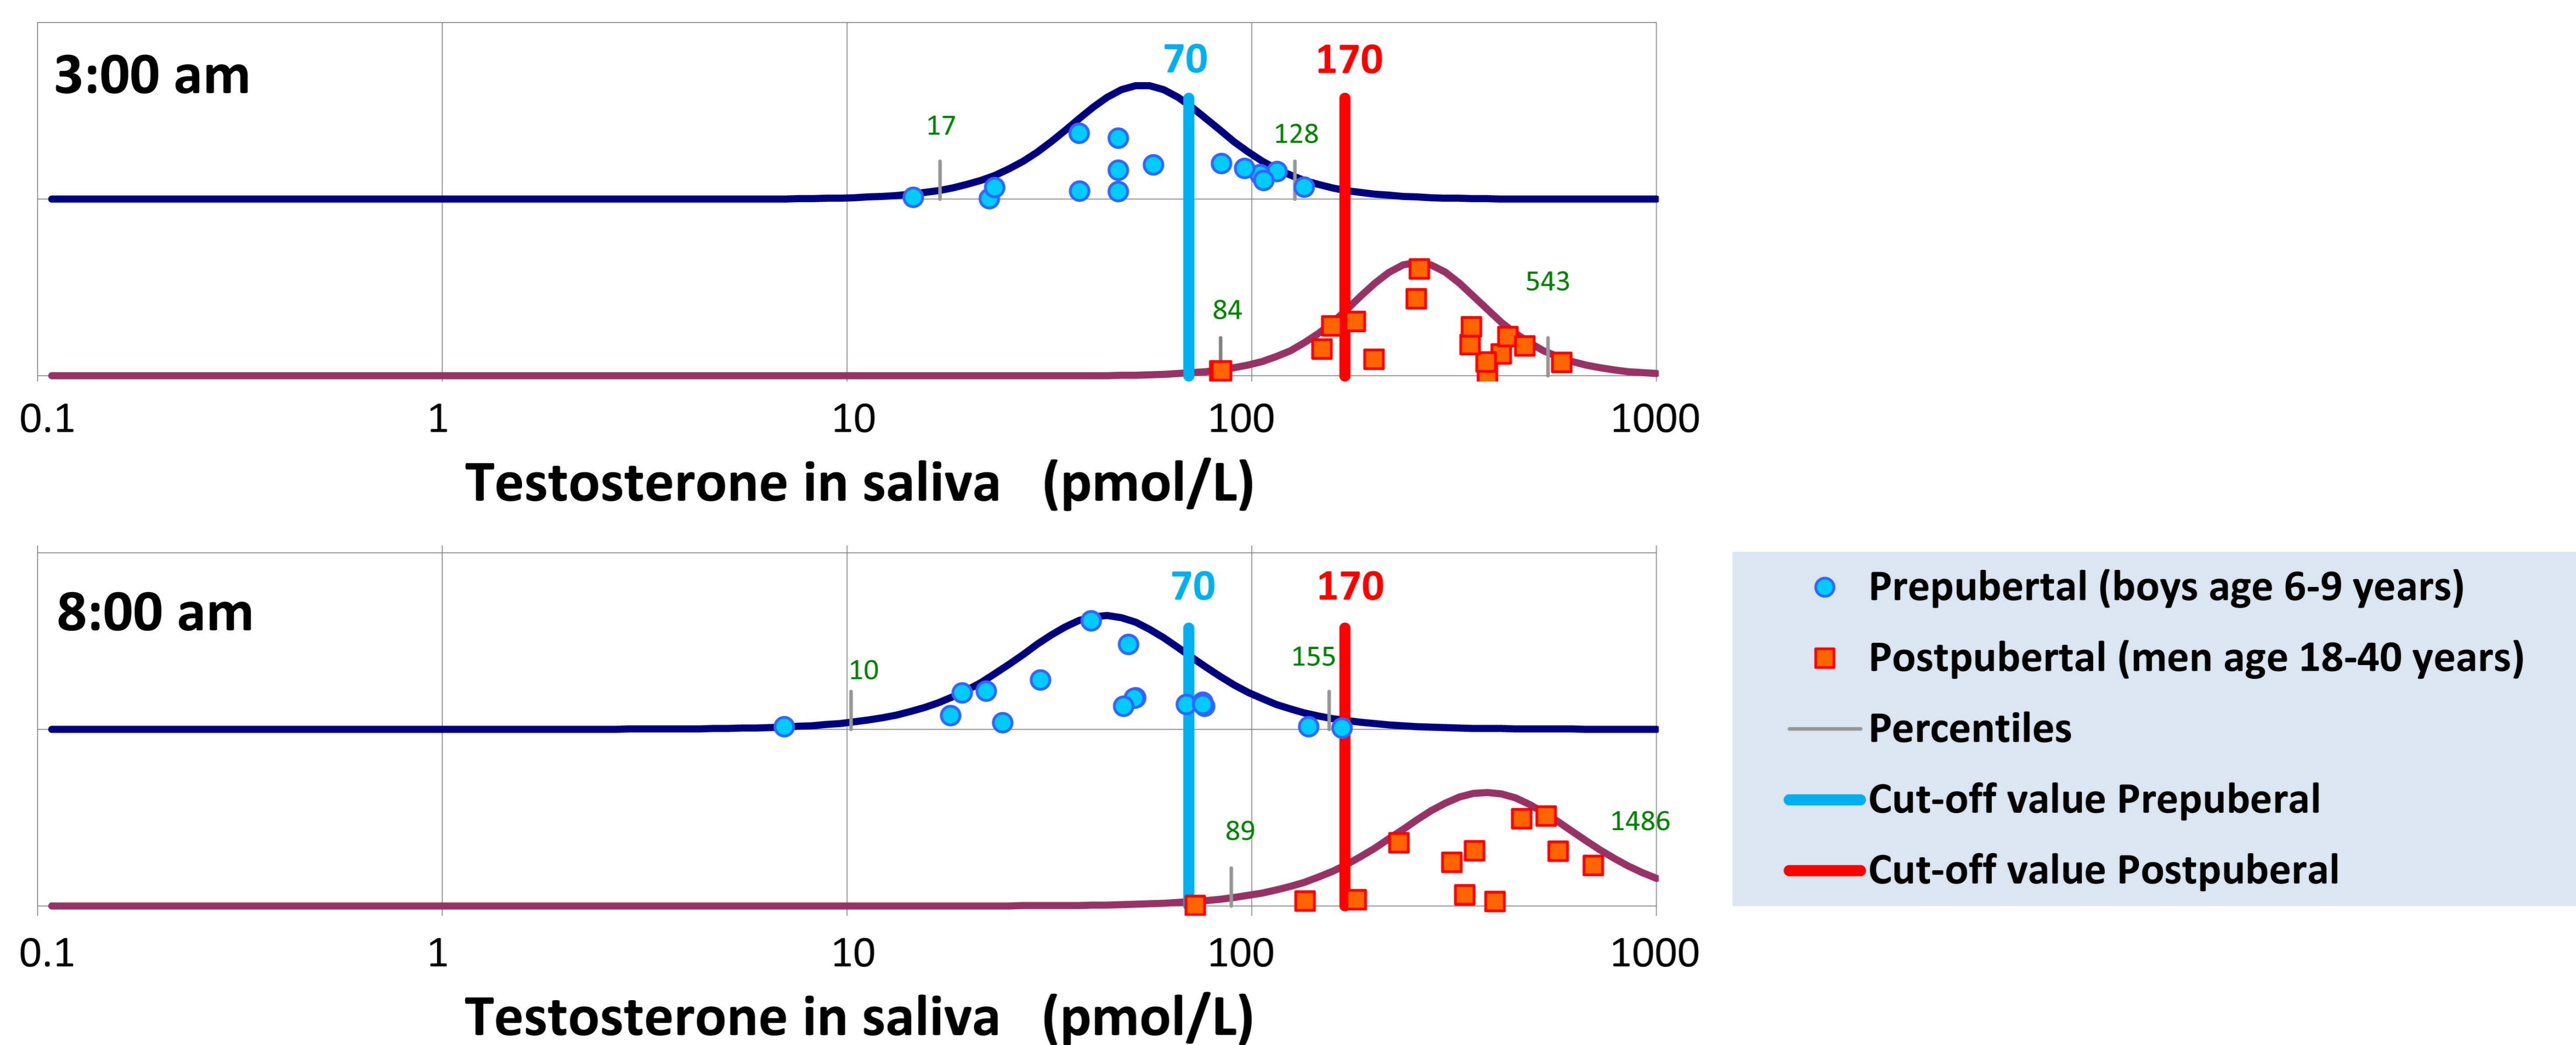 3:00 am
70
170
17
128
84
543
0.1 1 10 100 1000
Testosterone in saliva (pmol/L)
8:00 am
70
170
10
155
89
1486
0.1 1 10 100 1000
Testosterone in saliva (pmol/L)
Prepubertal (boys age 6-9 years)
Postpubertal (men age 18-40 years)
Percentiles
Cut-off value Prepuberal
Cut-off value Postpuberal